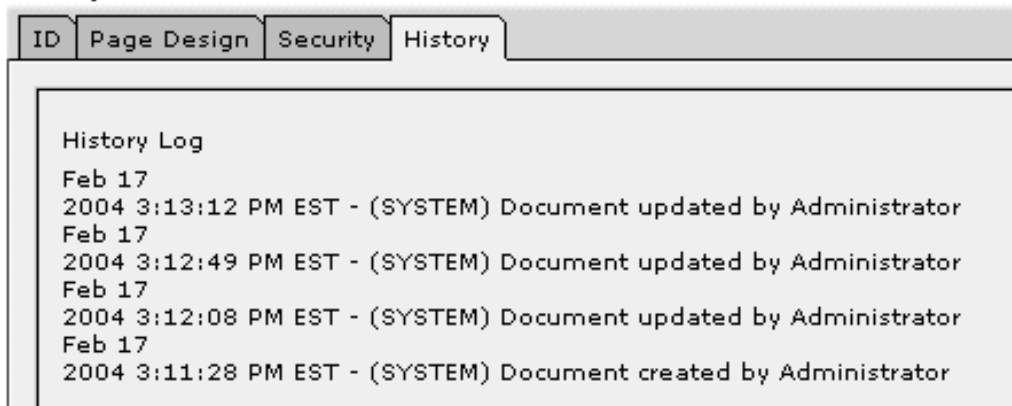 ID Page Design Security History
History Log
Feb 17
2004 3:13:12 PM EST - (SYSTEM) Document updated by Administrator
Feb 17
2004 3:12:49 PM EST - (SYSTEM) Document updated by Administrator
Feb 17
2004 3:12:08 PM EST - (SYSTEM) Document updated by Administrator
Feb 17
2004 3:11:28 PM EST - (SYSTEM) Document created by Administrator